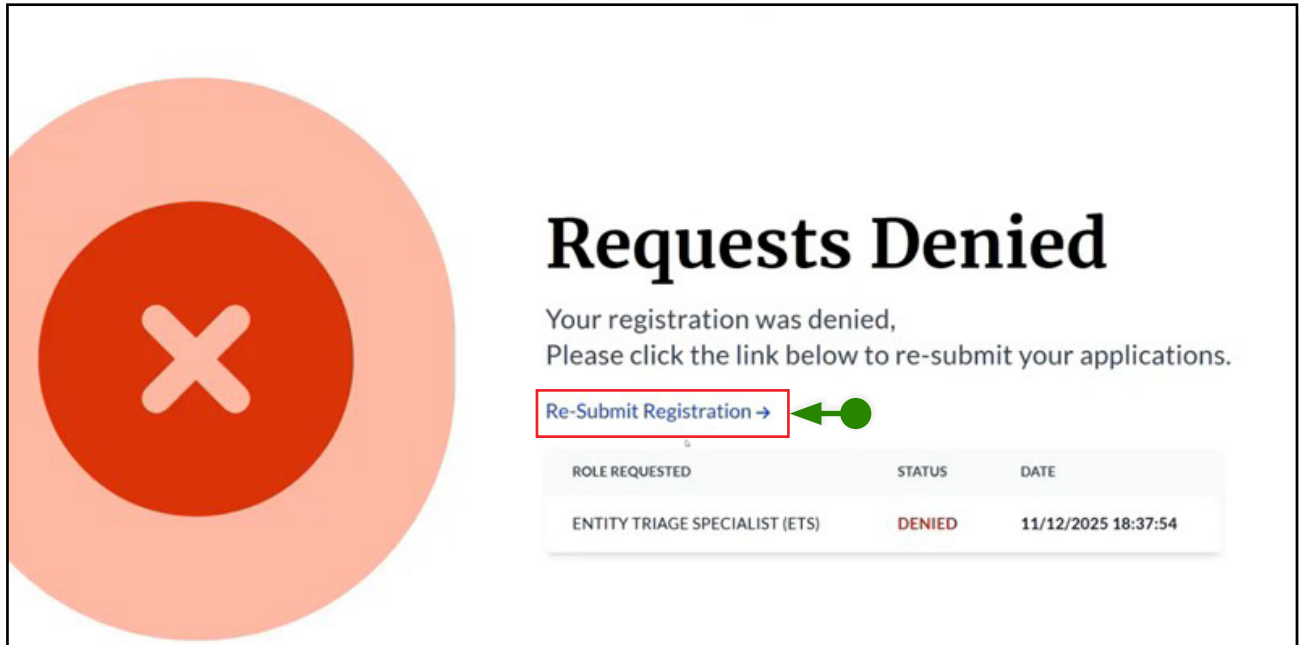 Requests Denied
Your registration was denied,
Please click the link below to re-submit your applications.
Re-Submit Registration →
ROLE REQUESTED STATUS DATE
ENTITY TRIAGE SPECIALIST (ETS) DENIED 11/12/2025 18:37:54